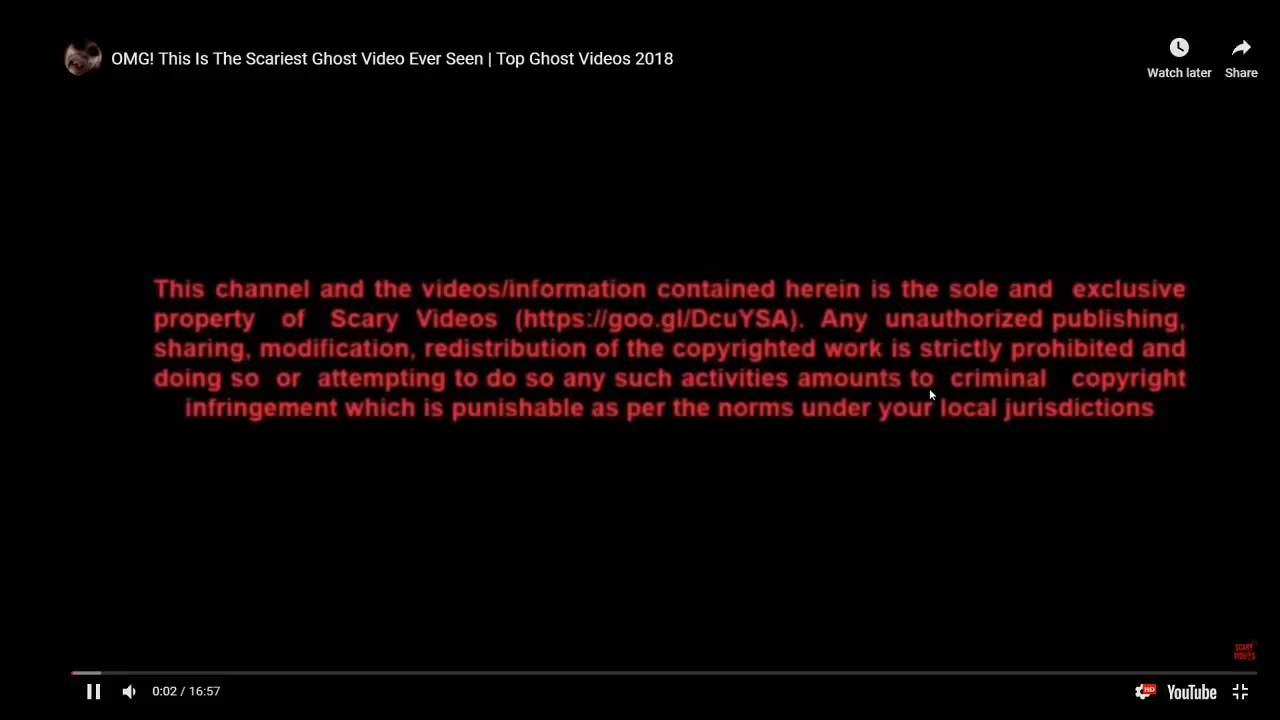 OMG! This Is The Scariest Ghost Video Ever Seen | Top Ghost Videos 2018
Watch later
Share
This channel and the videos/information contained herein is the sole and exclusive
property of Scary Videos (https://goo.gl/DcuYSA). Any unauthorized publishing,
sharing, modification, redistribution of the copyrighted work is strictly prohibited and
doing so or attempting to do so any such activities amounts to criminal copyright
infringement which is punishable as per the norms under your local jurisdictions
SCARY
VIDEOS
0:02 / 16:57
HD
YouTube